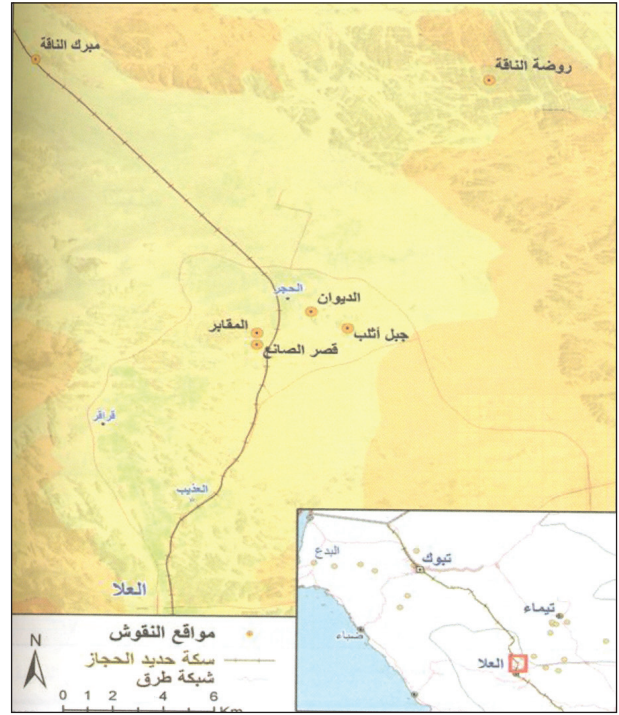 مبرك الناقة
روضة الناقة
الحجر
الديوان
المقابر
جبل أثلب
قصر الصانع
قراقر
العذيب
العلا
البدع
تبوك
تيماء
ضباء
العلا
مواقع النقوش
سكة حديد الحجاز
شبكة طرق
N
0 1 2 4 6
Km